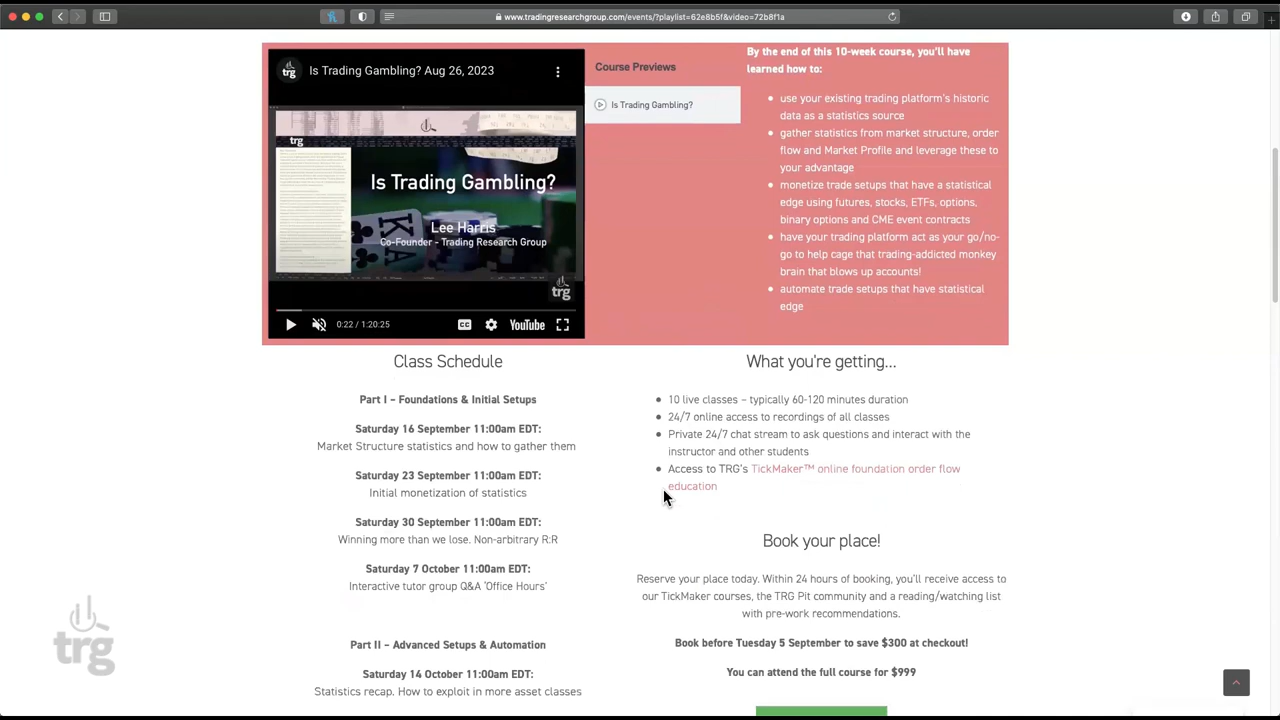 www.tradingresearchgroup.com/events/?playlist=62e8b5f&video=72b8f1a
trg
Is Trading Gambling? Aug 26, 2023
trg
Is Trading Gambling?
Lee Harris
Co-Founder - Trading Research Group
K
A
trg
0:22 / 1:20:25
CC
YouTube
Course Previews
Is Trading Gambling?
By the end of this 10-week course, you'll have
learned how to:
use your existing trading platform's historic
data as a statistics source
gather statistics from market structure, order
flow and Market Profile and leverage these to
your advantage
monetize trade setups that have a statistical
edge using futures, stocks, ETFs, options,
binary options and CME event contracts
have your trading platform act as your go/no-
go to help cage that trading-addicted monkey
brain that blows up accounts!
automate trade setups that have statistical
edge
Class Schedule
Part I – Foundations & Initial Setups
Saturday 16 September 11:00am EDT:
Market Structure statistics and how to gather them
Saturday 23 September 11:00am EDT:
Initial monetization of statistics
Saturday 30 September 11:00am EDT:
Winning more than we lose. Non-arbitrary R:R
Saturday 7 October 11:00am EDT:
Interactive tutor group Q&A 'Office Hours'
Part II – Advanced Setups & Automation
Saturday 14 October 11:00am EDT:
Statistics recap. How to exploit in more asset classes
What you're getting...
10 live classes – typically 60-120 minutes duration
24/7 online access to recordings of all classes
Private 24/7 chat stream to ask questions and interact with the
instructor and other students
Access to TRG's TickMaker™ online foundation order flow
education
Book your place!
Reserve your place today. Within 24 hours of booking, you'll receive access to
our TickMaker courses, the TRG Pit community and a reading/watching list
with pre-work recommendations.
Book before Tuesday 5 September to save $300 at checkout!
You can attend the full course for $999
trg